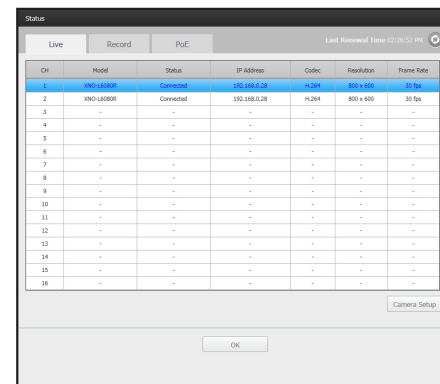 Status
Live Record PoE Last Renewal Time 02:26:52 PM
CH Model Status IP Address Codec Resolution Frame Rate
1 XNO-L6080R Connected 192.168.0.28 H.264 800 x 600 30 fps
2 XNO-L6080R Connected 192.168.0.28 H.264 800 x 600 30 fps
3 - - - - - -
4 - - - - - -
5 - - - - - -
6 - - - - - -
7 - - - - - -
8 - - - - - -
9 - - - - - -
10 - - - - - -
11 - - - - - -
12 - - - - - -
13 - - - - - -
14 - - - - - -
15 - - - - - -
16 - - - - - -
Camera Setup
OK